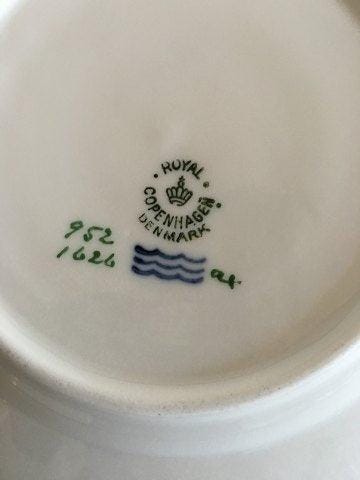 ROYAL
COPENHAGEN
DENMARK
952
1626